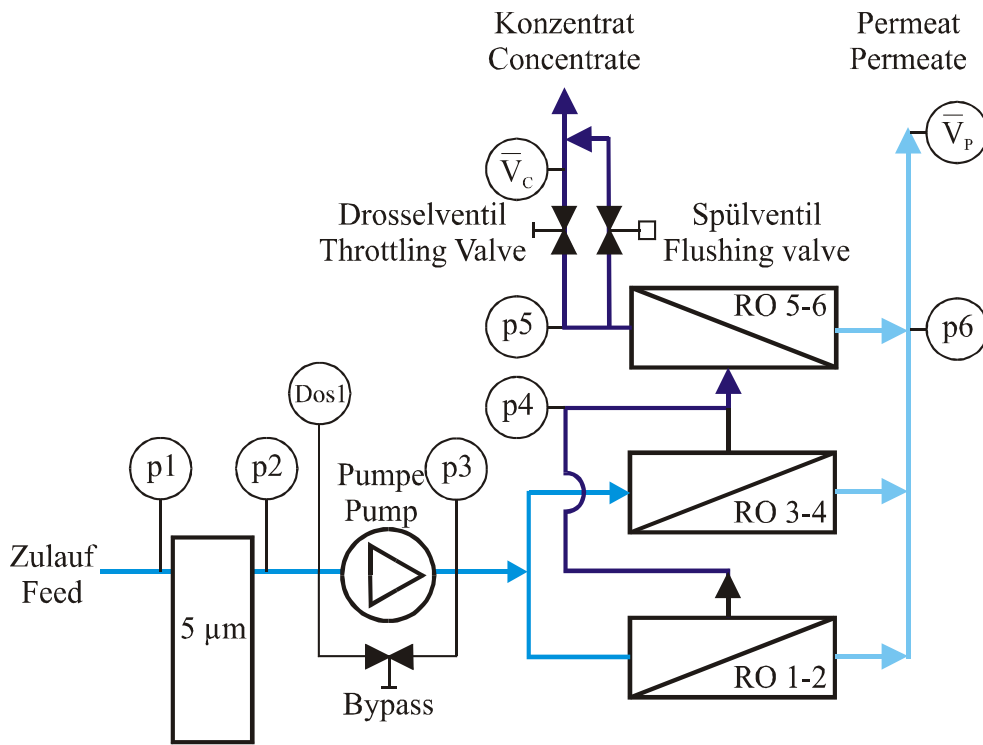 Konzentrat
Concentrate
Permeat
Permeate
V̅C
V̅P
Drosselventil
Throttling Valve
Spülventil
Flushing valve
RO 5-6
p5
p6
Dos1
p4
p1
p2
Pumpe
Pump
p3
RO 3-4
Zulauf
Feed
5 µm
RO 1-2
Bypass